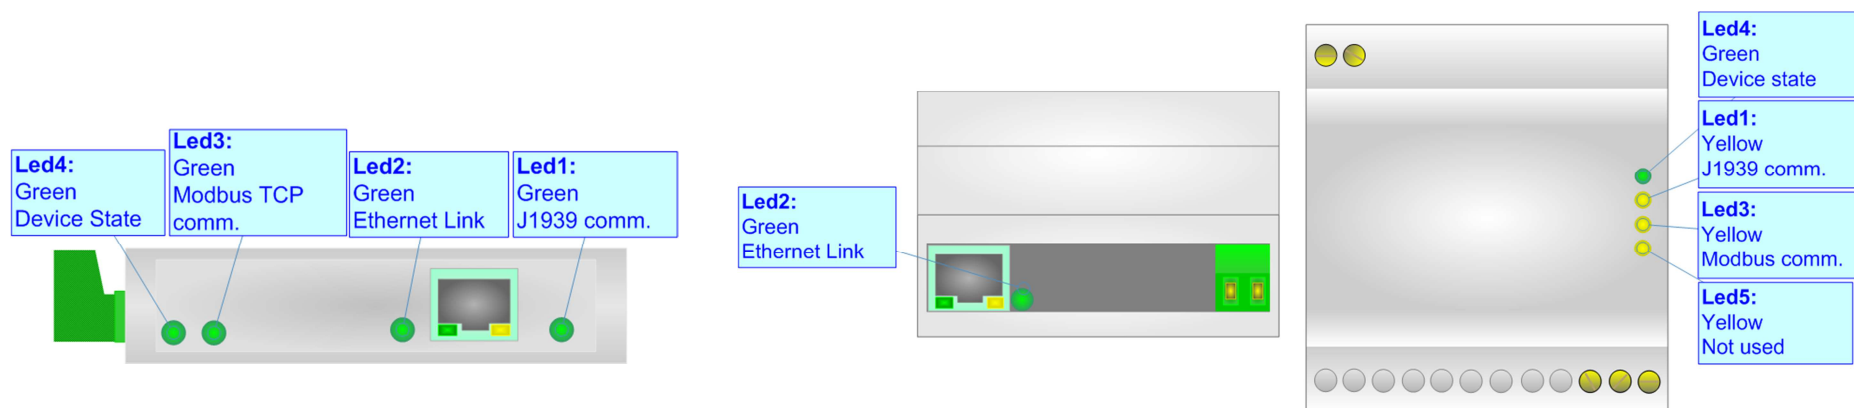 Led4:
Green
Device State
Led3:
Green
Modbus TCP
comm.
Led2:
Green
Ethernet Link
Led1:
Green
J1939 comm.
Led2:
Green
Ethernet Link
Led4:
Green
Device state
Led1:
Yellow
J1939 comm.
Led3:
Yellow
Modbus comm.
Led5:
Yellow
Not used